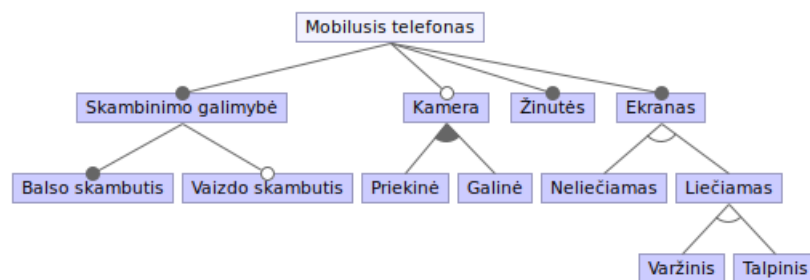 Mobilusis telefonas
Skambinimo galimybė
Kamera
Žinutės
Ekranas
Balso skambutis
Vaizdo skambutis
Priekinė
Galinė
Neliečiamas
Liečiamas
Varžinis
Talpinis